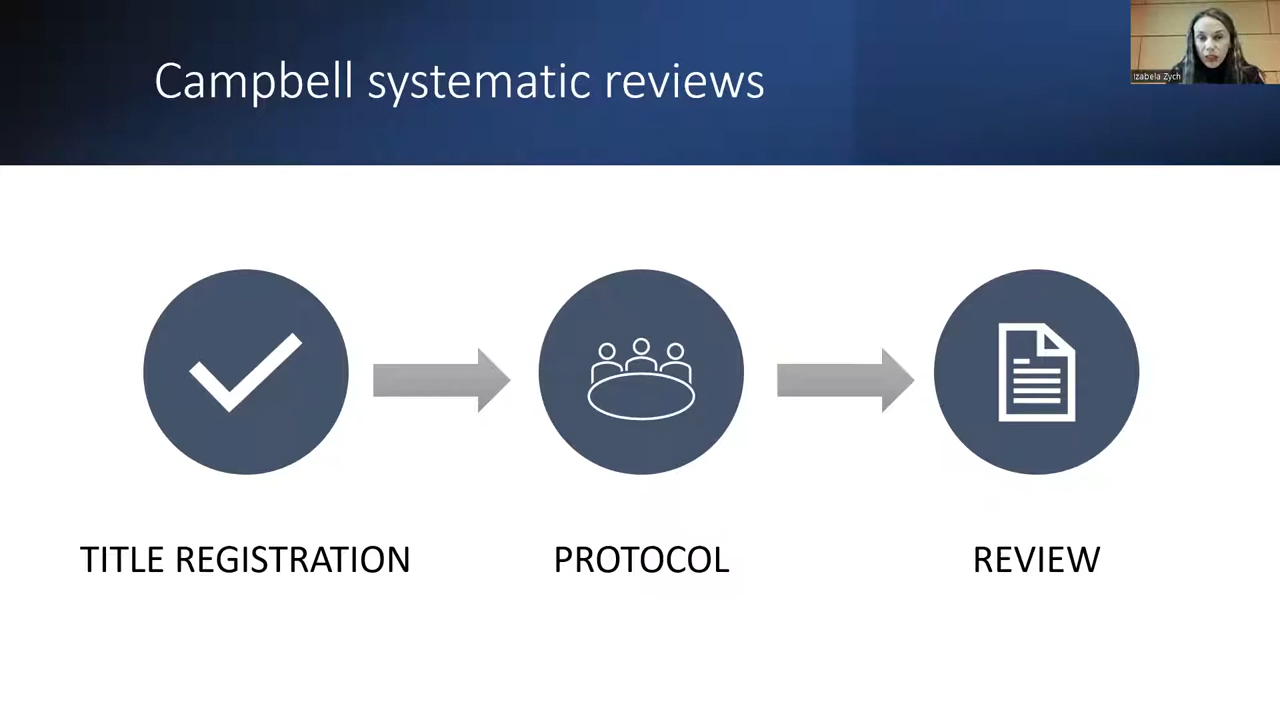 Campbell systematic reviews
Izabela Zych
TITLE REGISTRATION
PROTOCOL
REVIEW